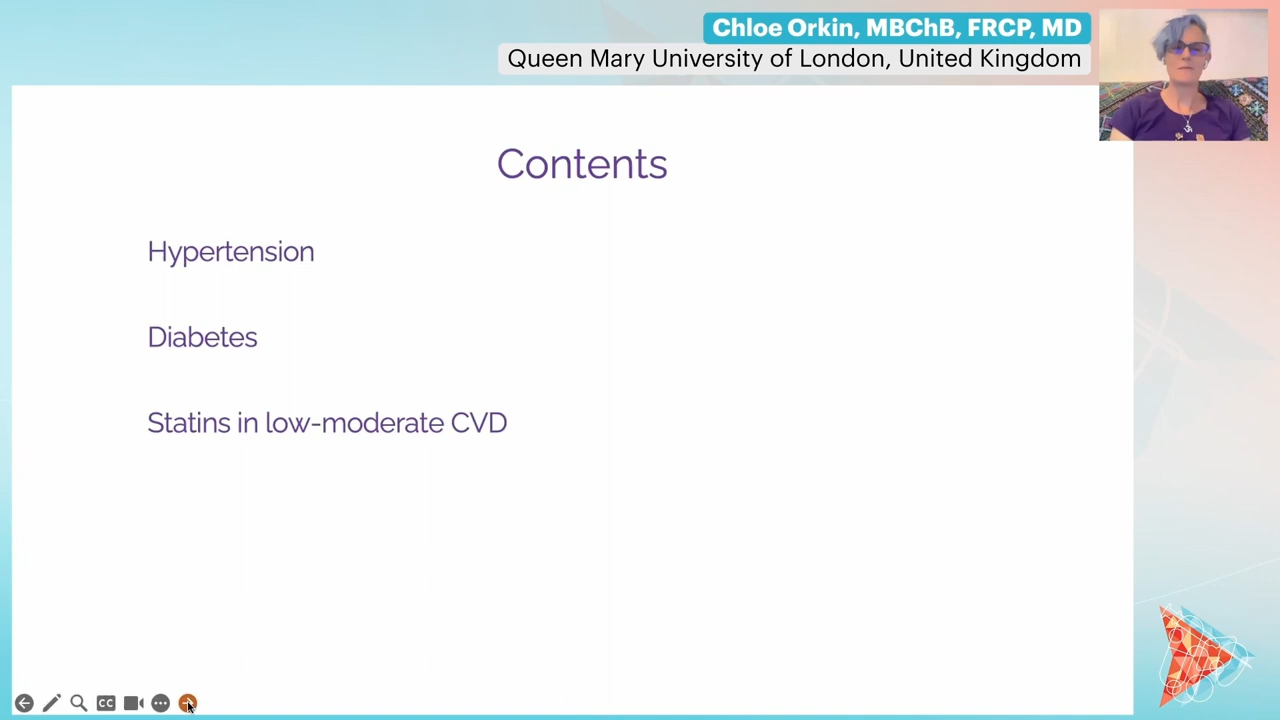 Chloe Orkin, MBChB, FRCP, MD
Queen Mary University of London, United Kingdom
Contents
Hypertension
Diabetes
Statins in low-moderate CVD
CC